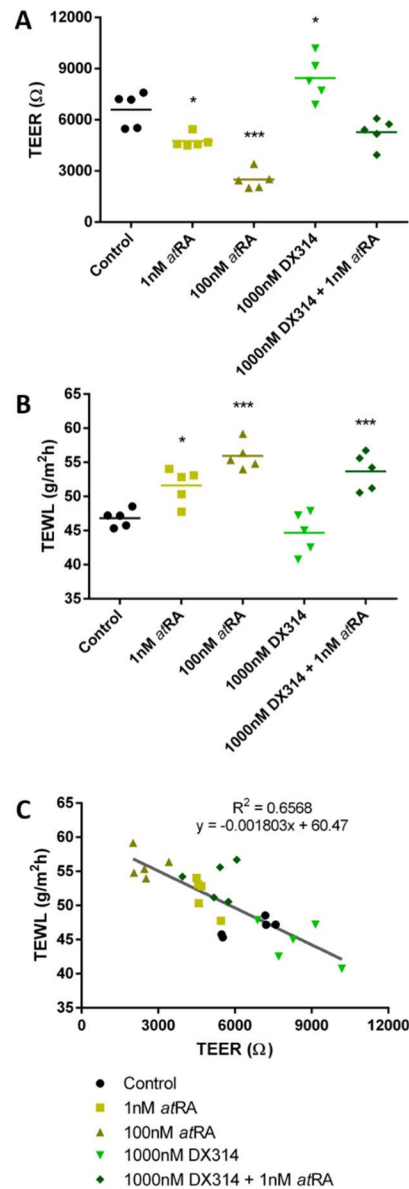 A
12000
9000
6000
3000
0
TEER (Ω)
*
***
*
Control
1nM atRA
100nM atRA
1000nM DX314
1000nM DX314 + 1nM atRA
B
65
60
55
50
45
40
35
TEWL (g/m²h)
*
***
***
Control
1nM atRA
100nM atRA
1000nM DX314
1000nM DX314 + 1nM atRA
C
R² = 0.6568
y = -0.001803x + 60.47
65
60
55
50
45
40
35
TEWL (g/m²h)
0 3000 6000 9000 12000
TEER (Ω)
Control
1nM atRA
100nM atRA
1000nM DX314
1000nM DX314 + 1nM atRA